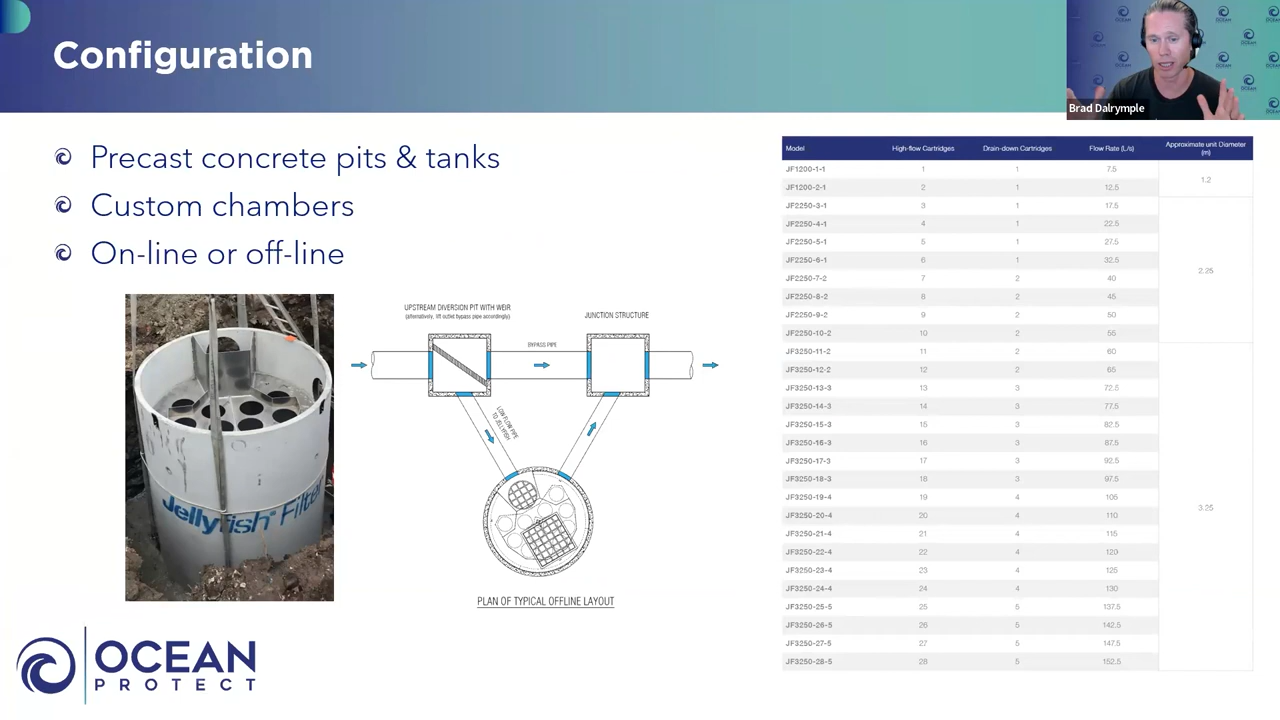 Configuration
Brad Dalrymple
Precast concrete pits & tanks
Custom chambers
On-line or off-line
Jellyfish Filter
UPSTREAM DIVERSION PIT WITH WEIR
(alternatively, lift outlet bypass pipe accordingly)
JUNCTION STRUCTURE
BYPASS PIPE
LOW FLOW PIPE
TO JELLYFISH
PLAN OF TYPICAL OFFLINE LAYOUT
Model High-flow Cartridges Drain-down Cartridges Flow Rate (L/s) Approximate unit Diameter (m)
JF1200-1-1 1 1 7.5 1.2
JF1200-2-1 2 1 12.5
JF2250-3-1 3 1 17.5 2.25
JF2250-4-1 4 1 22.5
JF2250-5-1 5 1 27.5
JF2250-6-1 6 1 32.5
JF2250-7-2 7 2 40
JF2250-8-2 8 2 45
JF2250-9-2 9 2 50
JF2250-10-2 10 2 55
JF3250-11-2 11 2 60 3.25
JF3250-12-2 12 2 65
JF3250-13-3 13 3 72.5
JF3250-14-3 14 3 77.5
JF3250-15-3 15 3 82.5
JF3250-16-3 16 3 87.5
JF3250-17-3 17 3 92.5
JF3250-18-3 18 3 97.5
JF3250-19-4 19 4 105
JF3250-20-4 20 4 110
JF3250-21-4 21 4 115
JF3250-22-4 22 4 120
JF3250-23-4 23 4 125
JF3250-24-4 24 4 130
JF3250-25-5 25 5 137.5
JF3250-26-5 26 5 142.5
JF3250-27-5 27 5 147.5
JF3250-28-5 28 5 152.5
OCEAN
PROTECT